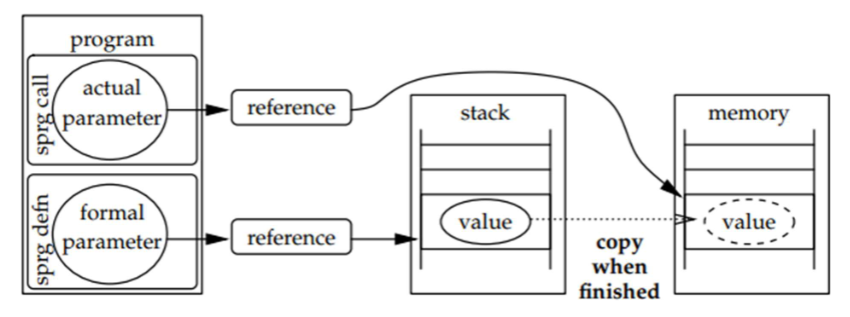 program
sprg call
actual
parameter
reference
sprg defn
formal
parameter
reference
stack
value
copy
when
finished
memory
value